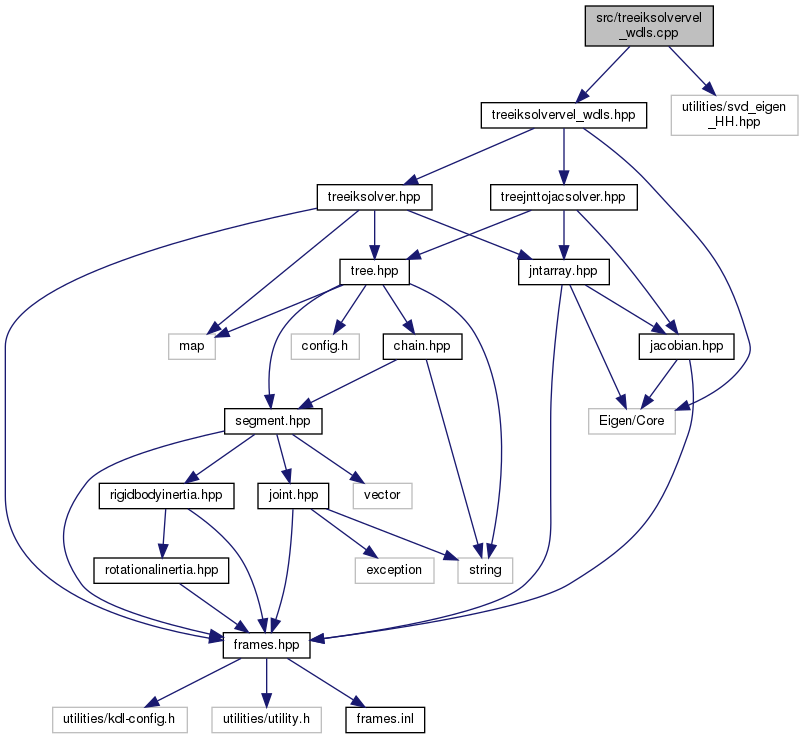 src/treeiksolvervel
_wdls.cpp
treeiksolvervel_wdls.hpp
utilities/svd_eigen
_HH.hpp
treeiksolver.hpp
treejnttojacsolver.hpp
tree.hpp
jntarray.hpp
map
config.h
chain.hpp
jacobian.hpp
segment.hpp
Eigen/Core
rigidbodyinertia.hpp
joint.hpp
vector
rotationalinertia.hpp
exception
string
frames.hpp
utilities/kdl-config.h
utilities/utility.h
frames.inl